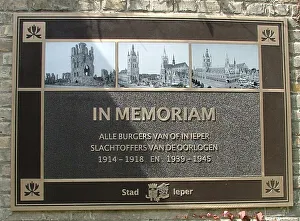 IN MEMORIAM
ALLE BURGERS VAN OF IN IEPER
SLACHTOFFERS VAN DE OORLOGEN
1914 - 1918 EN 1939 - 1945
Stad Ieper